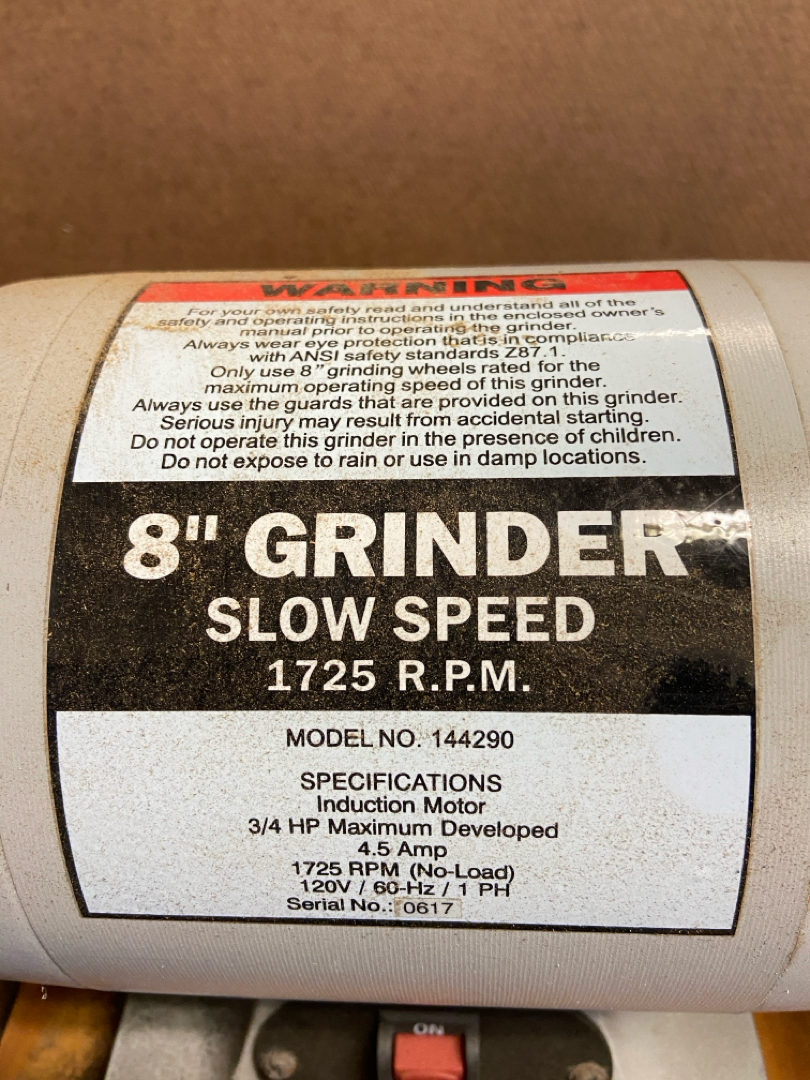 WARNING
For your own safety read and understand all of the
safety and operating instructions in the enclosed owner's
manual prior to operating the grinder.
Always wear eye protection that is in compliance
with ANSI safety standards Z87.1.
Only use 8" grinding wheels rated for the
maximum operating speed of this grinder.
Always use the guards that are provided on this grinder.
Serious injury may result from accidental starting.
Do not operate this grinder in the presence of children.
Do not expose to rain or use in damp locations.
8" GRINDER
SLOW SPEED
1725 R.P.M.
MODEL NO. 144290
SPECIFICATIONS
Induction Motor
3/4 HP Maximum Developed
4.5 Amp
1725 RPM (No-Load)
120V / 60-Hz / 1 PH
Serial No.: 0617
ON